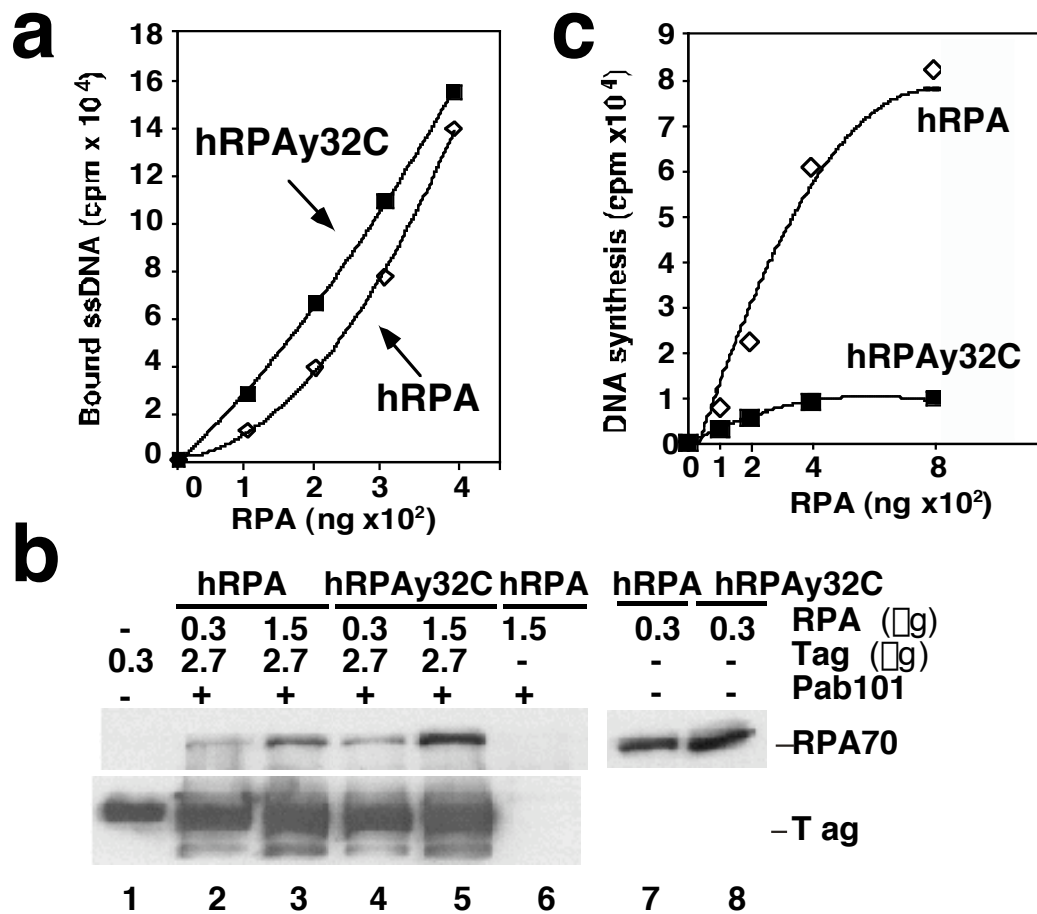 a
Bound ssDNA (cpm x 10⁴)
18
16
14
12
10
8
6
4
2
0
hRPAy32C
hRPA
0 1 2 3 4
RPA (ng x10²)
c
DNA synthesis (cpm x10⁴)
9
8
7
6
5
4
3
2
1
0
hRPA
hRPAy32C
0 1 2 4 8
RPA (ng x10²)
b
hRPA hRPAy32C hRPA hRPA hRPAy32C
- 0.3 1.5 0.3 1.5 1.5 0.3 0.3 RPA (□g)
0.3 2.7 2.7 2.7 2.7 - - - Tag (□g)
- + + + + + - - Pab101
–RPA70
–T ag
1 2 3 4 5 6 7 8